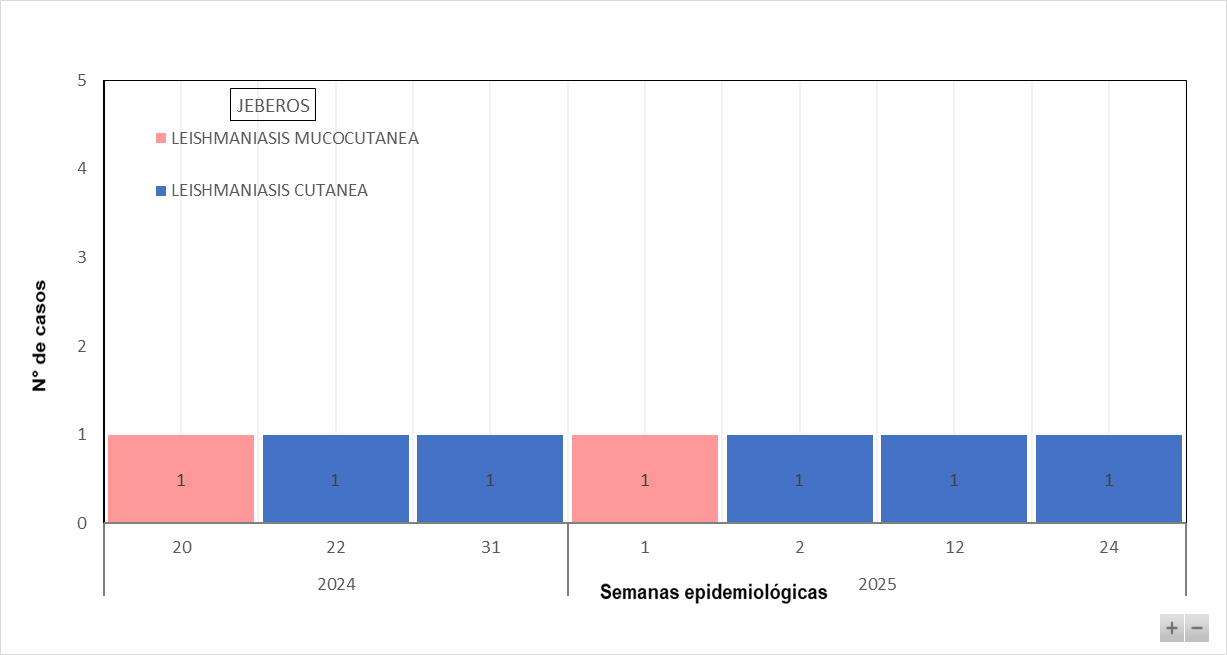 5
JEBEROS
LEISHMANIASIS MUCOCUTANEA
4
LEISHMANIASIS CUTANEA
3
N° de casos
2
1
1 1 1 1 1 1 1
0
20 22 31 1 2 12 24
2024 2025
Semanas epidemiológicas
+ −